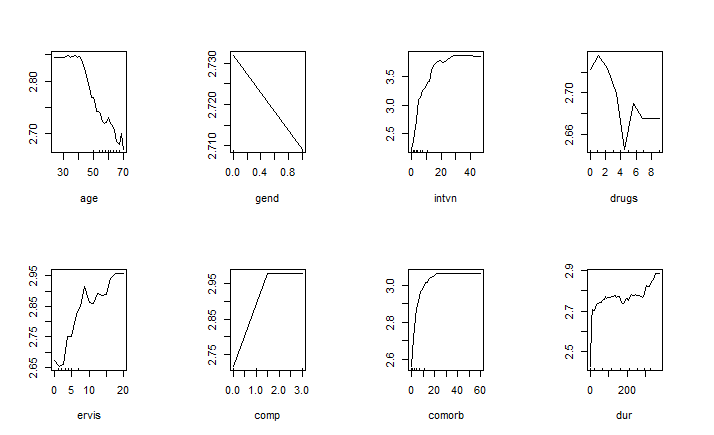 2.70 2.80
30 50 70
age
2.710 2.720 2.730
0.0 0.4 0.8
gend
2.5 3.0 3.5
0 20 40
intvn
2.66 2.70
0 2 4 6 8
drugs
2.65 2.75 2.85 2.95
0 5 10 20
ervis
2.75 2.85 2.95
0.0 1.0 2.0 3.0
comp
2.6 2.8 3.0
0 20 40 60
comorb
2.5 2.7 2.9
0 200
dur